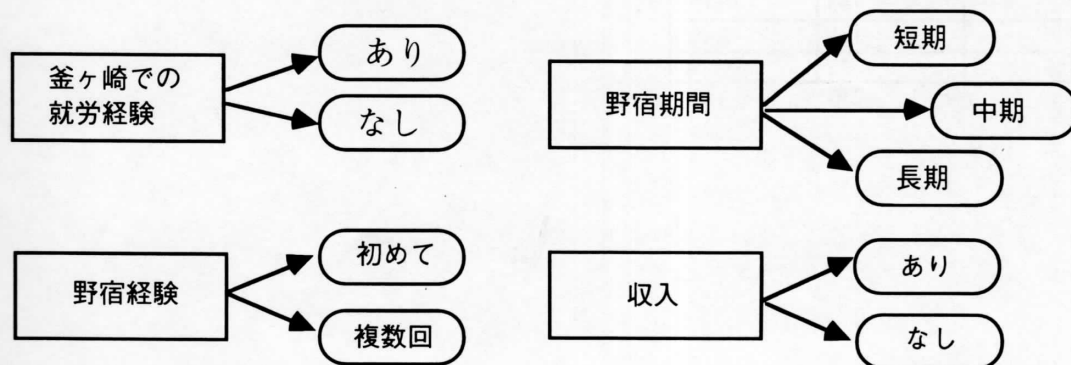 釜ヶ崎での
就労経験
あり
なし
野宿期間
短期
中期
長期
野宿経験
初めて
複数回
収入
あり
なし